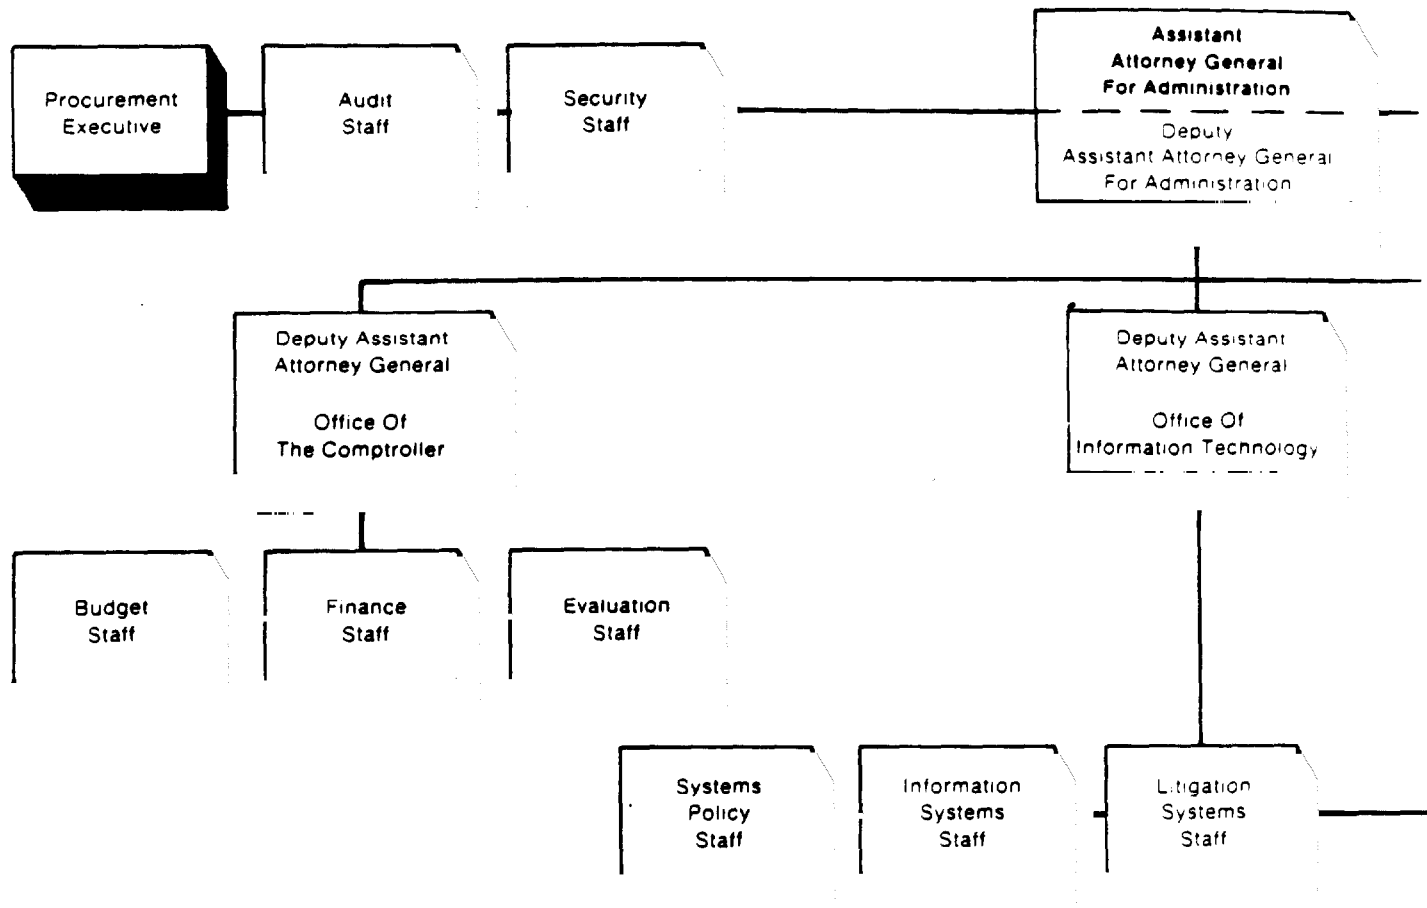 Procurement
Executive
Audit
Staff
Security
Staff
Assistant
Attorney General
For Administration
Deputy
Assistant Attorney General
For Administration
Deputy Assistant
Attorney General
Office Of
The Comptroller
Deputy Assistant
Attorney General
Office Of
Information Technology
Budget
Staff
Finance
Staff
Evaluation
Staff
Systems
Policy
Staff
Information
Systems
Staff
Litigation
Systems
Staff